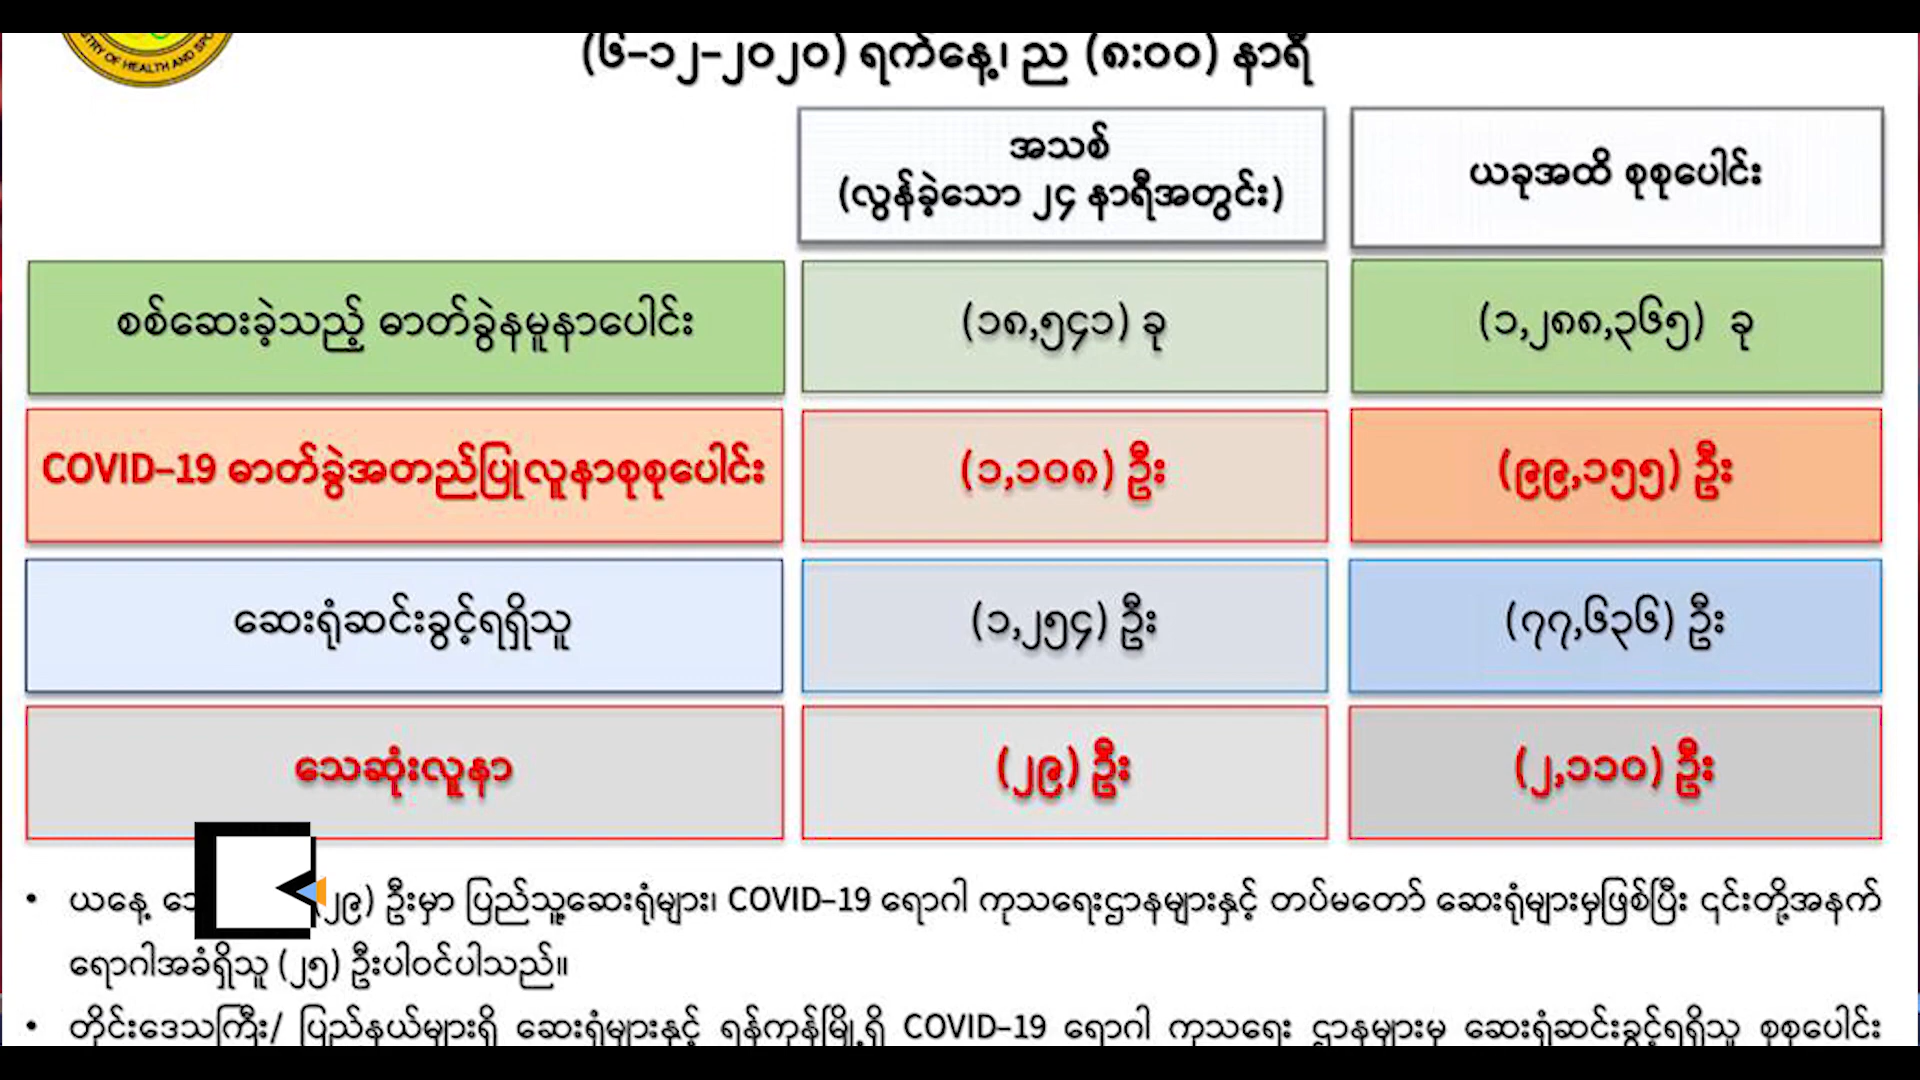 MINISTRY OF HEALTH AND SPO
(၆–၁၂–၂၀၂၀) ရက်နေ့၊ ည (၈:၀၀) နာရီ
အသစ်
(လွန်ခဲ့သော ၂၄ နာရီအတွင်း)
ယခုအထိ စုစုပေါင်း
စစ်ဆေးခဲ့သည့် ဓာတ်ခွဲနမူနာပေါင်း
(၁၈,၅၄၁) ခု
(၁,၂၈၈,၃၆၅) ခု
COVID–19 ဓာတ်ခွဲအတည်ပြုလူနာစုစုပေါင်း
(၁,၁၀၈) ဦး
(၉၉,၁၅၅) ဦး
ဆေးရုံဆင်းခွင့်ရရှိသူ
(၁,၂၅၄) ဦး
(၇၇,၆၃၆) ဦး
သေဆုံးလူနာ
(၂၉) ဦး
(၂,၁၁၀) ဦး
• ယနေ့ ၂၉) ဦးမှာ ပြည်သူ့ဆေးရုံများ၊ COVID–19 ရောဂါ ကုသရေးဌာနများနှင့် တပ်မတော် ဆေးရုံများမှဖြစ်ပြီး ၎င်းတို့အနက်
ရောဂါအခံရှိသူ (၂၅) ဦးပါဝင်ပါသည်။
• တိုင်းဒေသကြီး/ ပြည်နယ်များရှိ ဆေးရုံများနှင့် ရန်ကုန်မြို့ရှိ COVID–19 ရောဂါ ကုသရေး ဌာနများမှ ဆေးရုံဆင်းခွင့်ရရှိသူ စုစုပေါင်း